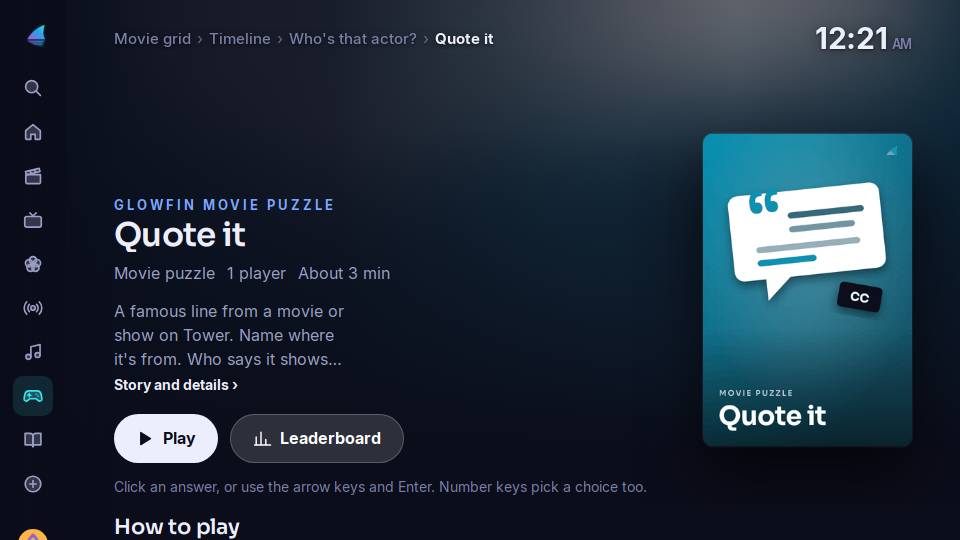 Movie grid › Timeline › Who's that actor? › Quote it
12:21 AM
GLOWFIN MOVIE PUZZLE
Quote it
Movie puzzle 1 player About 3 min
A famous line from a movie or
show on Tower. Name where
it's from. Who says it shows...
Story and details ›
Play
Leaderboard
Click an answer, or use the arrow keys and Enter. Number keys pick a choice too.
How to play
“
CC
MOVIE PUZZLE
Quote it